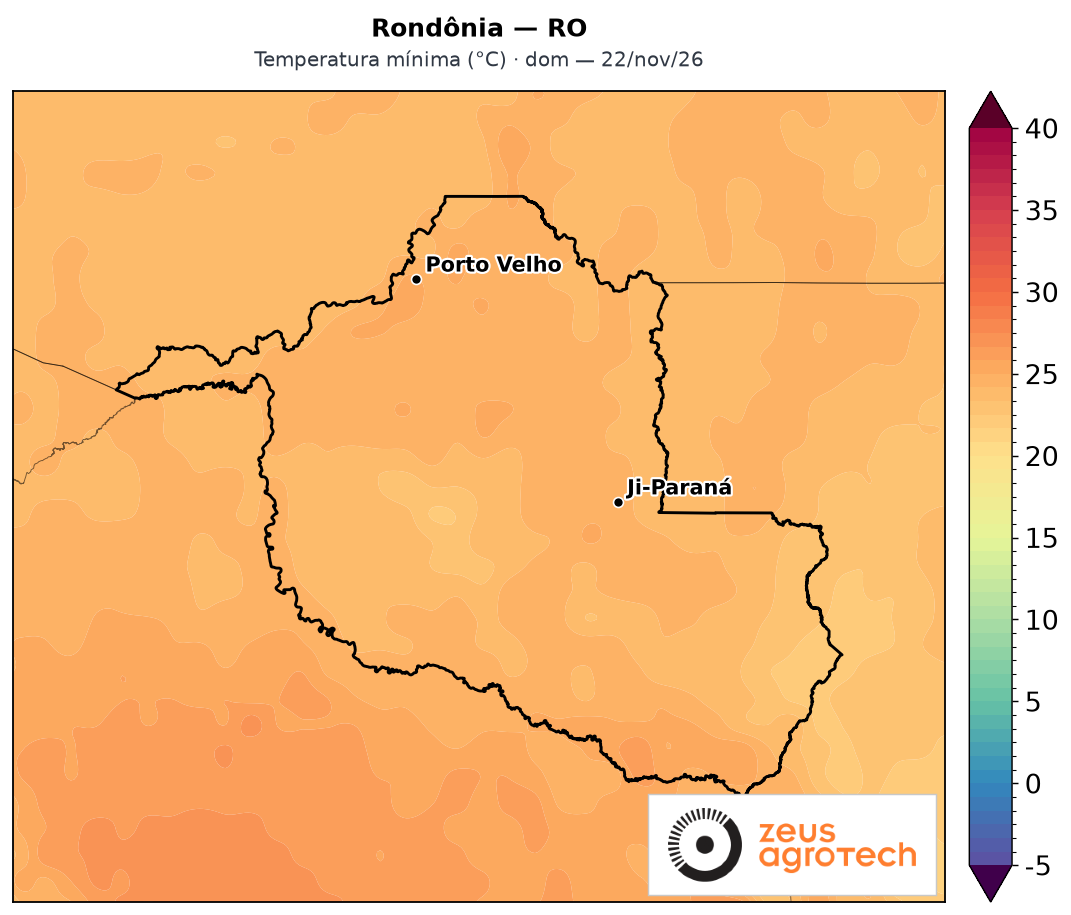 Rondônia — RO
Temperatura mínima (°C) · dom — 22/nov/26
Porto Velho
Ji-Paraná
40
35
30
25
20
15
10
5
0
-5
zeus
agrotech